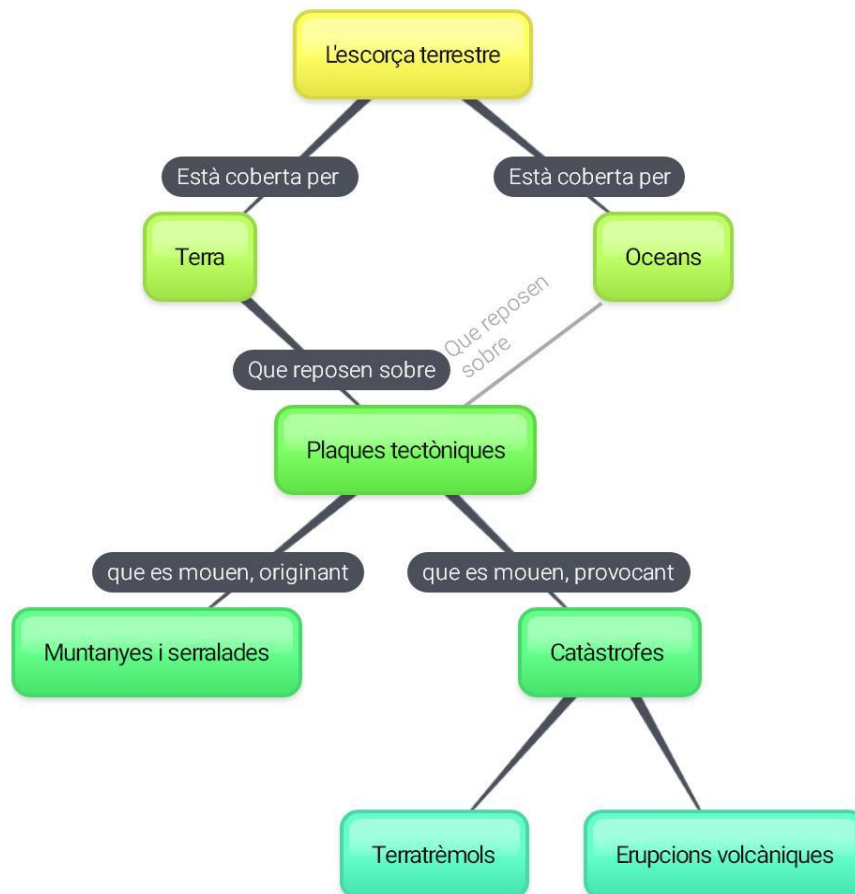 L'escorça terrestre
Està coberta per
Està coberta per
Terra
Oceans
Que reposen sobre
Que reposen
sobre
Plaques tectòniques
que es mouen, originant
que es mouen, provocant
Muntanyes i serralades
Catàstrofes
Terratrèmols
Erupcions volcàniques